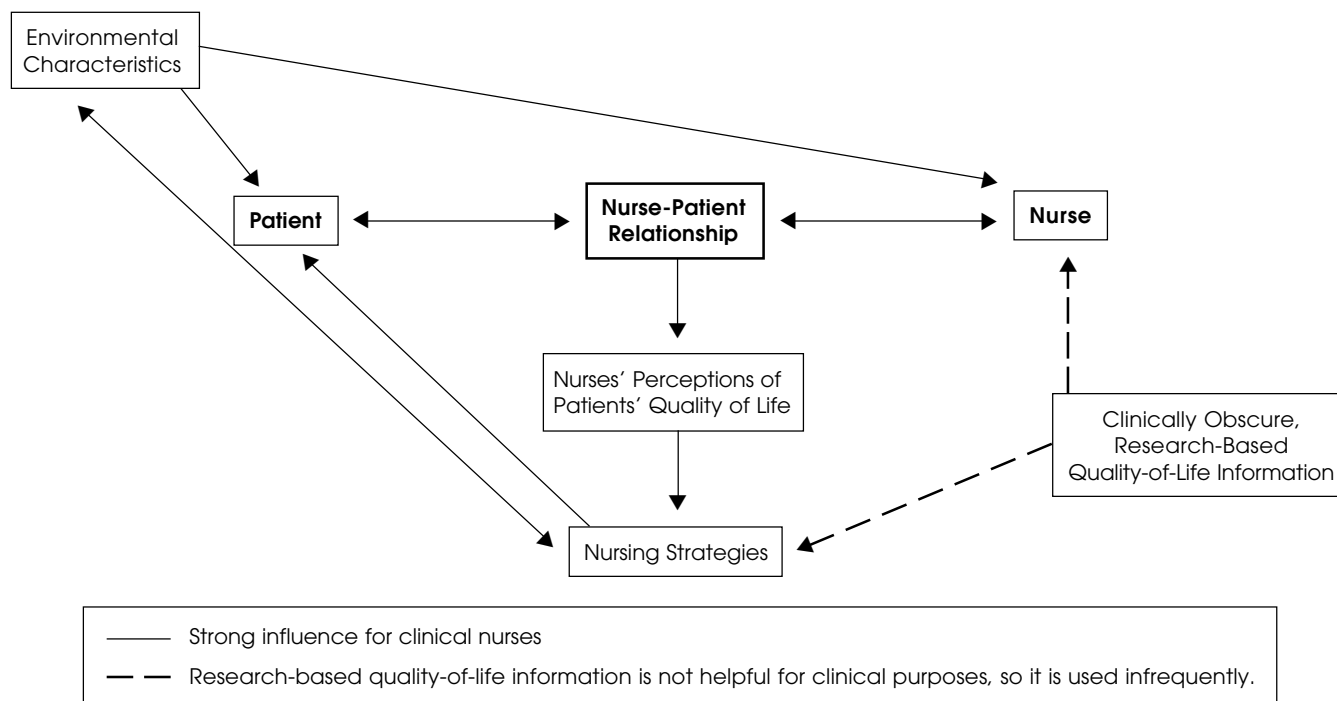 Environmental
Characteristics
Patient
Nurse-Patient
Relationship
Nurse
Nurses’ Perceptions of
Patients’ Quality of Life
Clinically Obscure,
Research-Based
Quality-of-Life Information
Nursing Strategies
Strong influence for clinical nurses
Research-based quality-of-life information is not helpful for clinical purposes, so it is used infrequently.